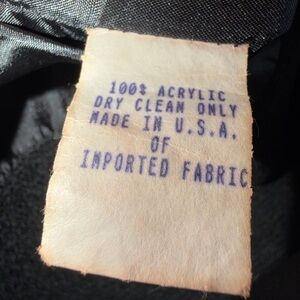 100% ACRYLIC
DRY CLEAN ONLY
MADE IN U.S.A.
OF
IMPORTED FABRIC